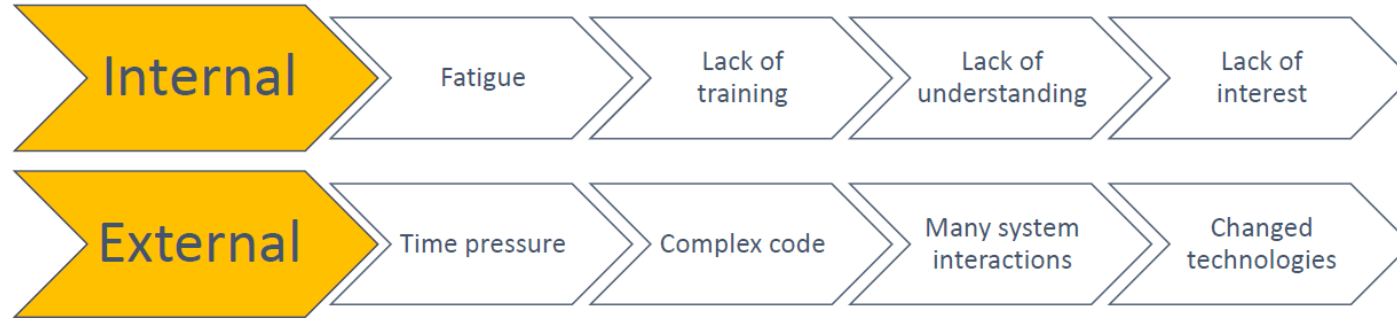 Internal
Fatigue
Lack of
training
Lack of
understanding
Lack of
interest
External
Time pressure
Complex code
Many system
interactions
Changed
technologies